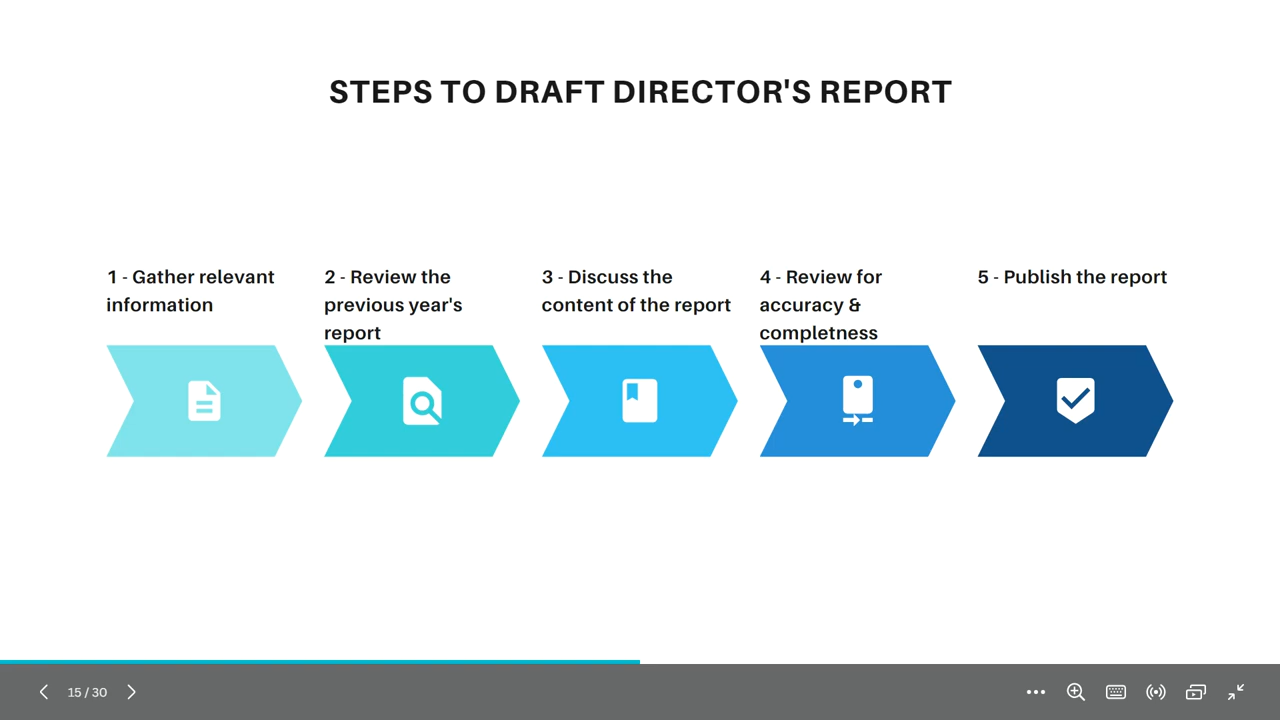 STEPS TO DRAFT DIRECTOR'S REPORT
1 - Gather relevant
information
2 - Review the
previous year's
report
3 - Discuss the
content of the report
4 - Review for
accuracy &
completness
5 - Publish the report
15 / 30